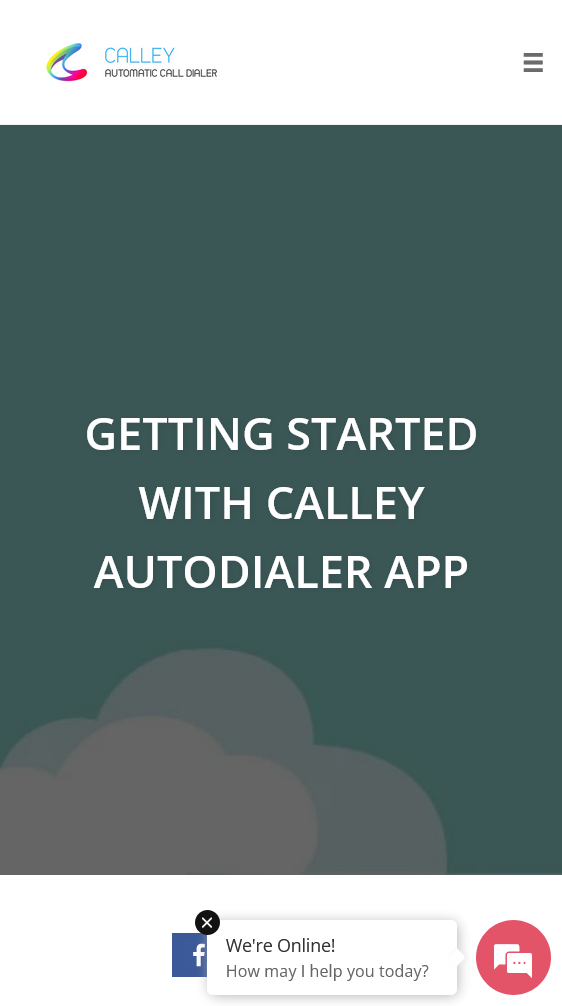 CALLEY
AUTOMATIC CALL DIALER
GETTING STARTED
WITH CALLEY
AUTODIALER APP
We're Online!
How may I help you today?